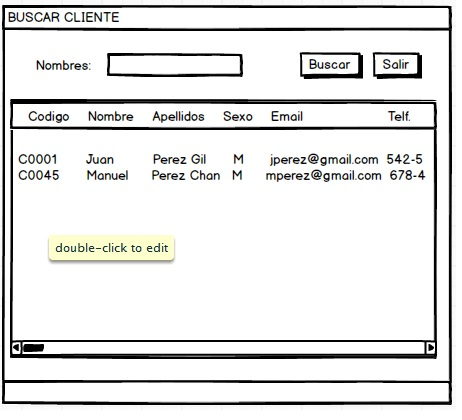 BUSCAR CLIENTE
Nombres: Buscar Salir
Codigo Nombre Apellidos Sexo Email Telf.
C0001 Juan Perez Gil M jperez@gmail.com 542-5
C0045 Manuel Perez Chan M mperez@gmail.com 678-4
double-click to edit